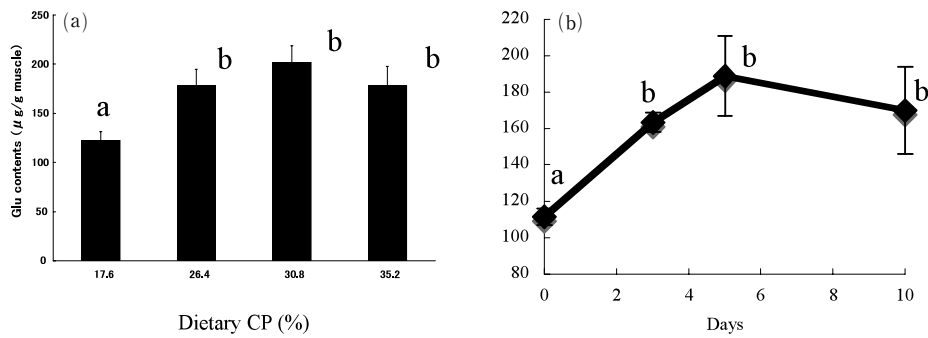 (a)
250
200
150
100
50
0
Glu contents (μg/g muscle)
a
b
b
b
17.6 26.4 30.8 35.2
Dietary CP (%)
(b)
220
200
180
160
140
120
100
80
a
b
b
b
0 2 4 6 8 10
Days